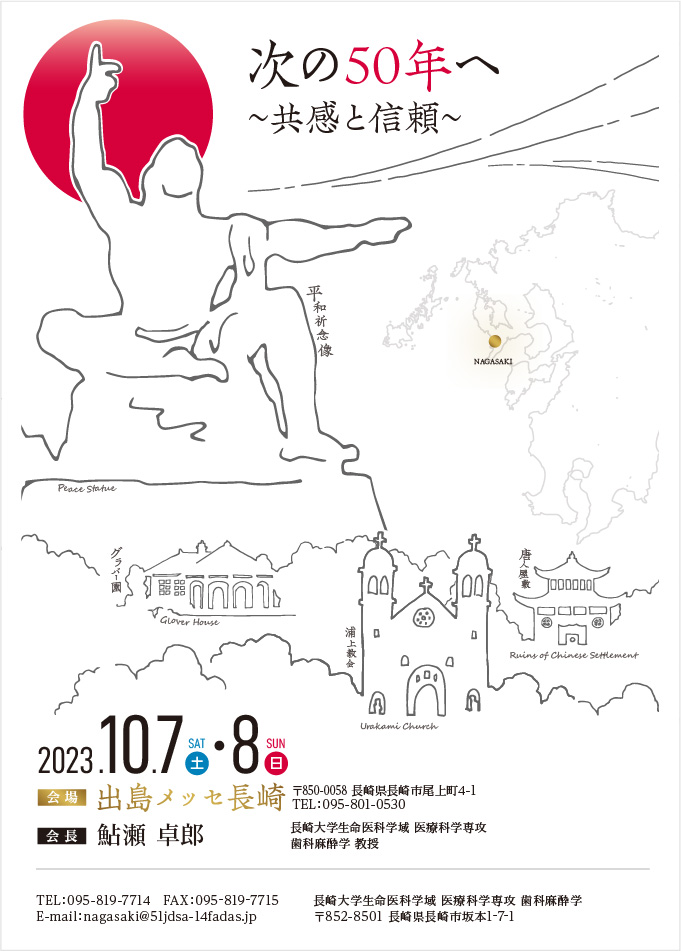 次の50年へ
~共感と信頼~
平和祈念像
NAGASAKI
Peace Statue
グラバー園
Glover House
浦上教会
Urakami Church
唐人屋敷
Ruins of Chinese Settlement
2023.10.7 SAT 土・8 SUN 日
会場 出島メッセ長崎 〒850-0058 長崎県長崎市尾上町4-1
TEL:095-801-0530
会長 鮎瀬 卓郎 長崎大学生命医科学域 医療科学専攻
歯科麻酔学 教授
TEL:095-819-7714 FAX:095-819-7715
E-mail:nagasaki@51jdsa-14fadas.jp
長崎大学生命医科学域 医療科学専攻 歯科麻酔学
〒852-8501 長崎県長崎市坂本1-7-1